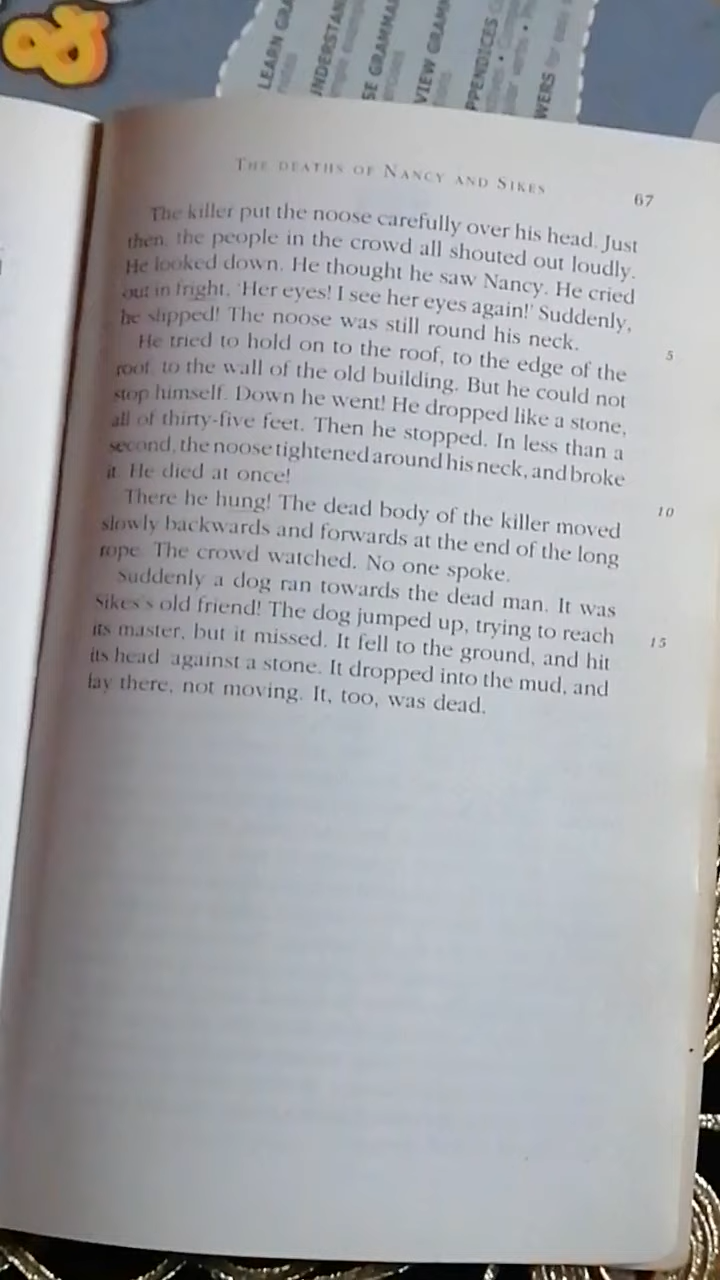 &
LEARN GRA
UNDERSTAN
SE GRAMMA
VIEW GRAMM
PPENDICES
WERS for
THE DEATHS OF NANCY AND SIKES
67
The killer put the noose carefully over his head. Just
then, the people in the crowd all shouted out loudly.
He looked down. He thought he saw Nancy. He cried
out in fright, 'Her eyes! I see her eyes again!' Suddenly,
he slipped! The noose was still round his neck.
5
He tried to hold on to the roof, to the edge of the
roof, to the wall of the old building. But he could not
stop himself. Down he went! He dropped like a stone,
all of thirty-five feet. Then he stopped. In less than a
second, the noose tightened around his neck, and broke
10
it. He died at once!
There he hung! The dead body of the killer moved
slowly backwards and forwards at the end of the long
rope. The crowd watched. No one spoke.
Suddenly a dog ran towards the dead man. It was
15
Sikes's old friend! The dog jumped up, trying to reach
its master, but it missed. It fell to the ground, and hit
its head against a stone. It dropped into the mud, and
lay there, not moving. It, too, was dead.